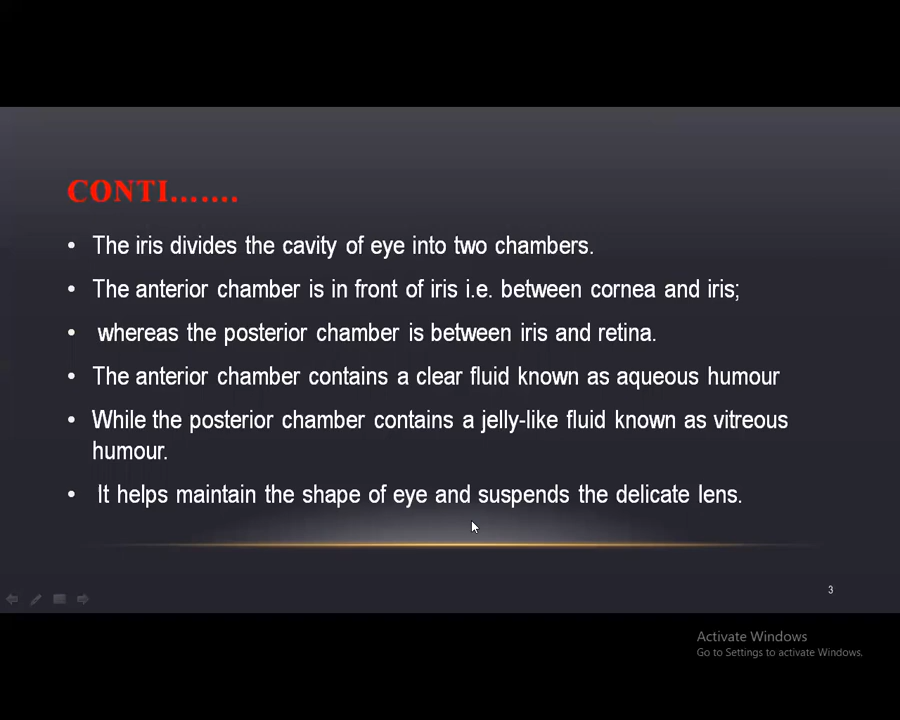 CONTI.......
• The iris divides the cavity of eye into two chambers.
• The anterior chamber is in front of iris i.e. between cornea and iris;
• whereas the posterior chamber is between iris and retina.
• The anterior chamber contains a clear fluid known as aqueous humour
• While the posterior chamber contains a jelly-like fluid known as vitreous
humour.
• It helps maintain the shape of eye and suspends the delicate lens.
3
Activate Windows
Go to Settings to activate Windows.